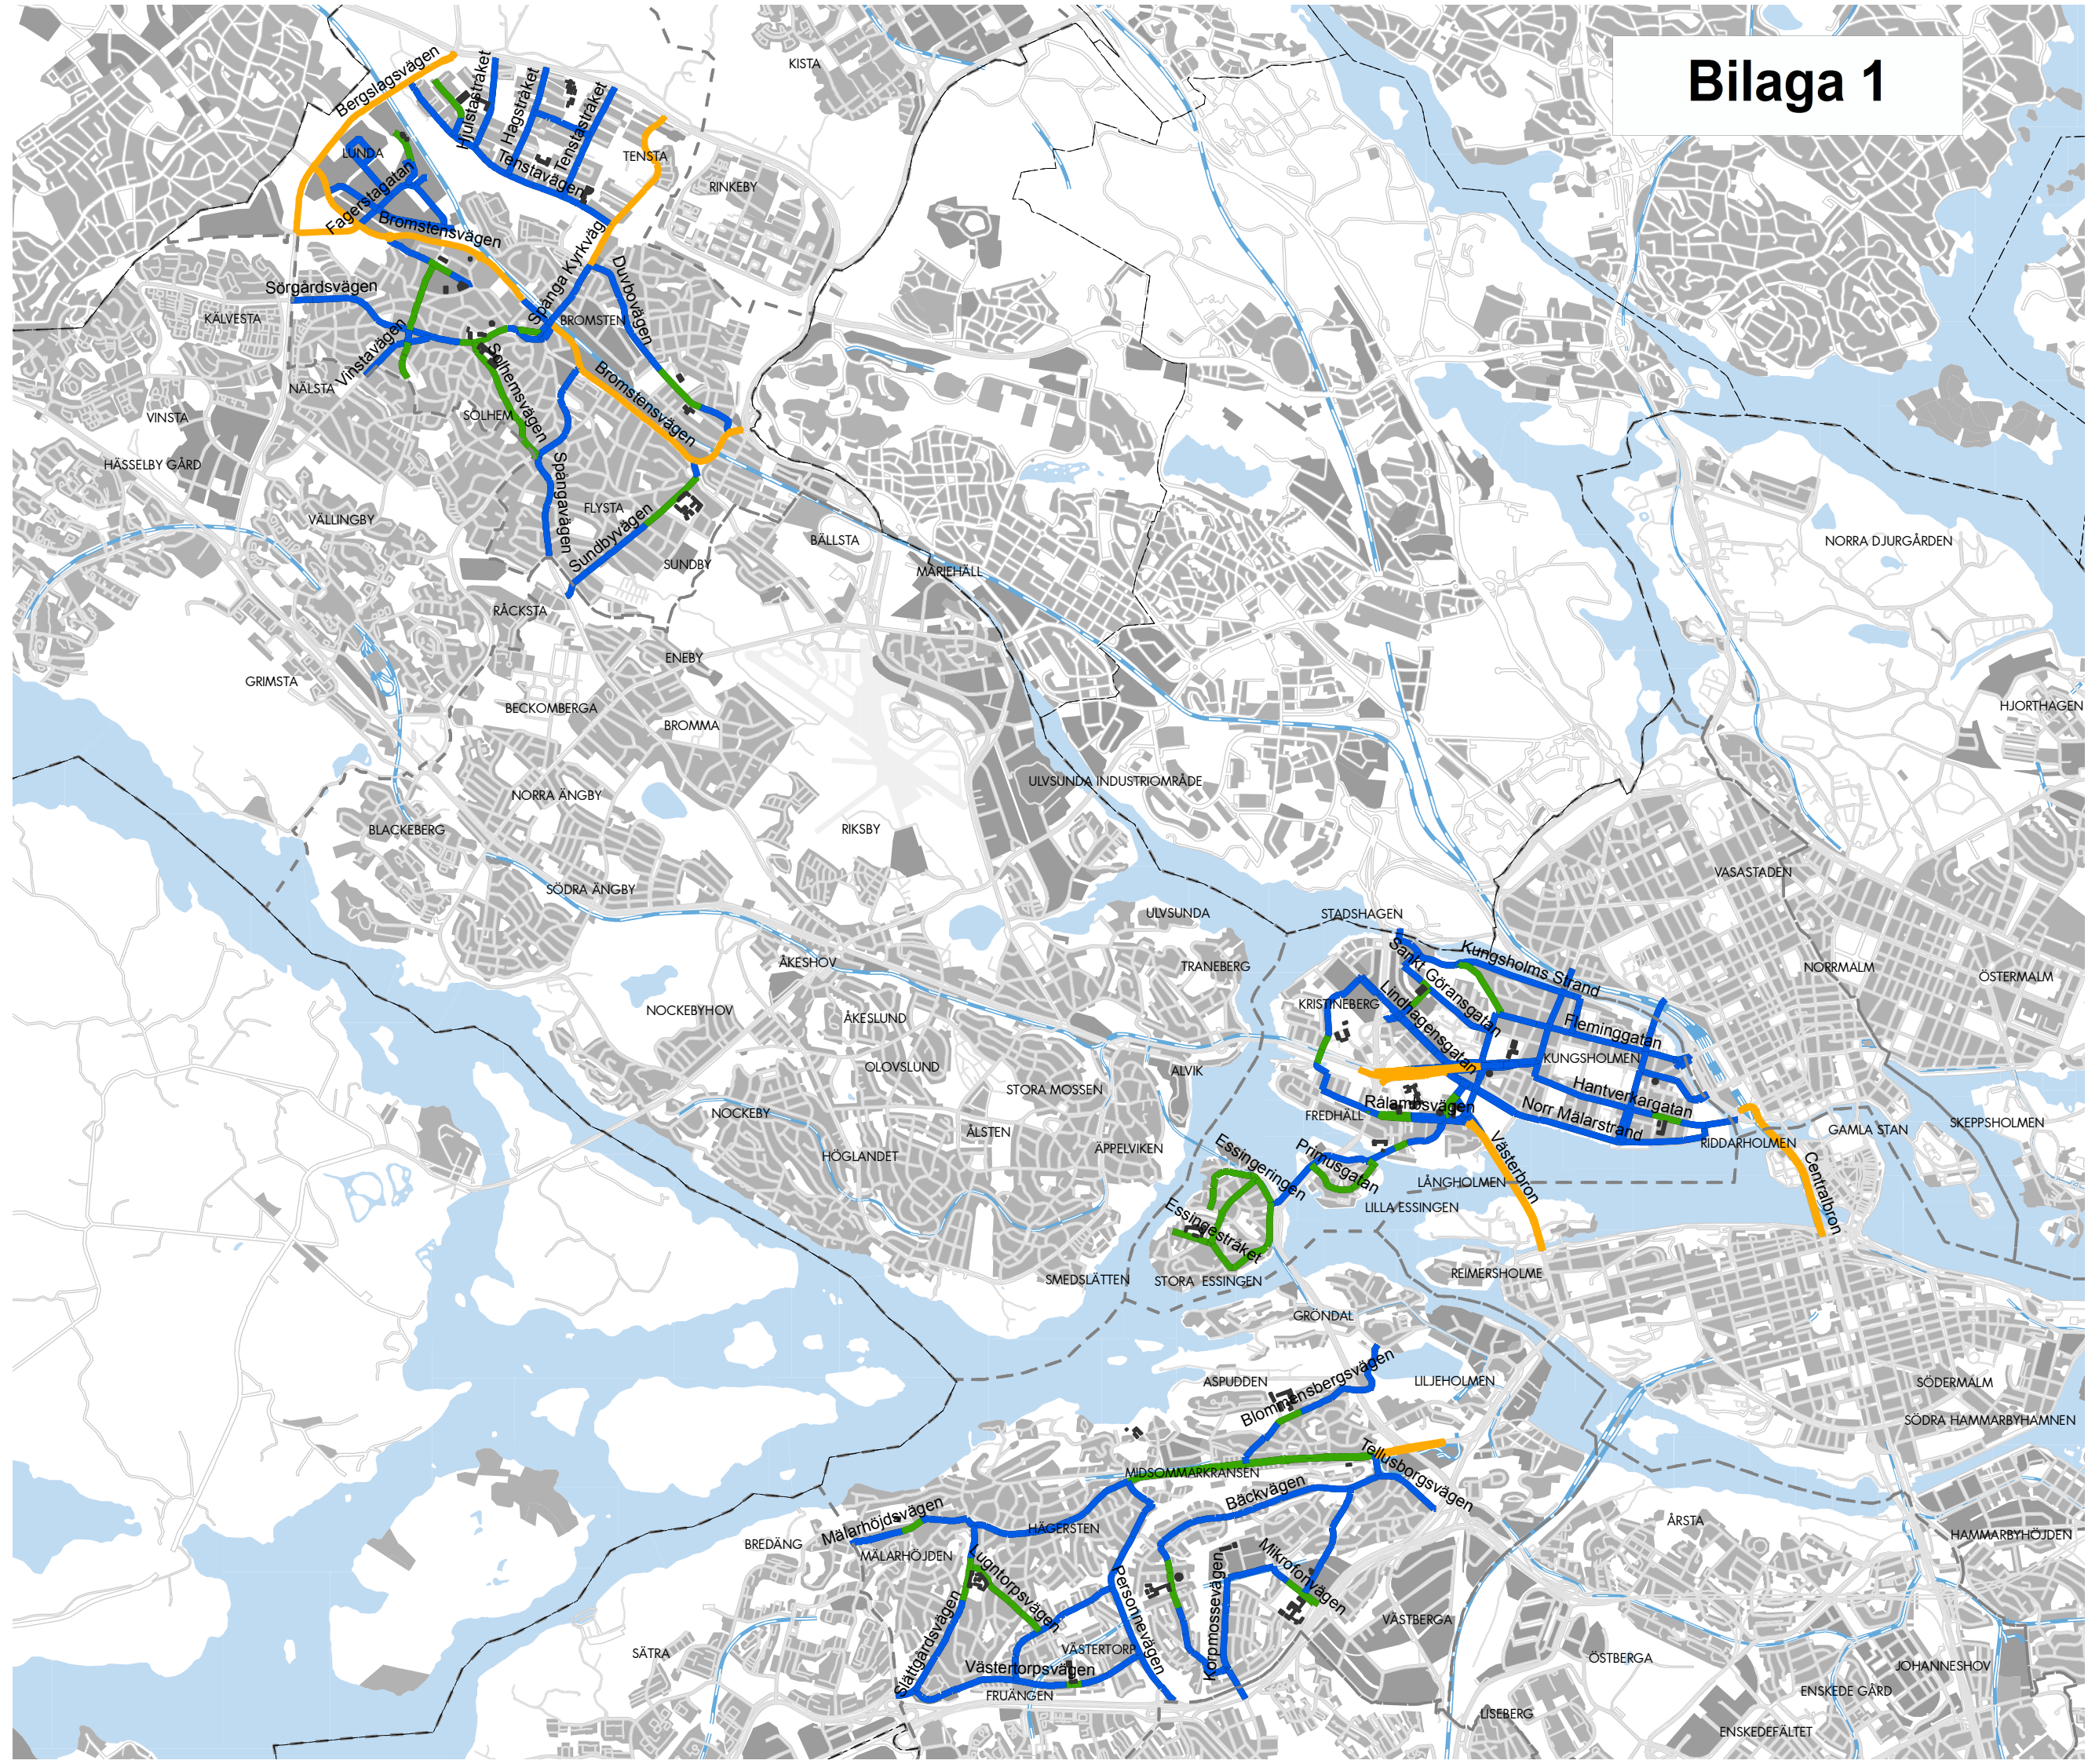 Bilaga 1
KISTA
Bergslagsvägen
Hjulstastråket
Hagstråket
Tenstastråket
LUNDA
TENSTA
RINKEBY
Tenstavägen
Fagerstagatan
Bromstensvägen
Spånga Kyrkväg
Duvbovägen
Sörgårdsvägen
KÄLVESTA
BROMSTEN
Vinstavägen
Solhemsvägen
NÄLSTA
VINSTA
SOLHEM
Bromstensvägen
HÄSSELBY GÅRD
Spångavägen
FLYSTA
VÄLLINGBY
Sundbyvägen
BÄLLSTA
NORRA DJURGÅRDEN
SUNDBY
MARIEHÄLL
RÅCKSTA
ENEBY
GRIMSTA
BECKOMBERGA
HJORTHAGEN
BROMMA
ULVSUNDA INDUSTRIOMRÅDE
NORRA ÄNGBY
BLACKEBERG
RIKSBY
VASASTADEN
SÖDRA ÄNGBY
ULVSUNDA
STADSHAGEN
ÅKESHOV
TRANEBERG
Sankt Göransgatan
Kungsholms Strand
NORRMALM
ÖSTERMALM
NOCKEBYHOV
ÅKESLUND
KRISTINEBERG
Lindhagensgatan
Fleminggatan
OLOVSLUND
KUNGSHOLMEN
ALVIK
STORA MOSSEN
Hantverkargatan
NOCKEBY
FREDHÄLL
Rålambsvägen
Norr Mälarstrand
ÅLSTEN
SKEPPSHOLMEN
GAMLA STAN
RIDDARHOLMEN
HÖGLANDET
ÄPPELVIKEN
Essingeringen
Primusgatan
Västerbron
Centralbron
LÅNGHOLMEN
LILLA ESSINGEN
Essingestråket
SMEDSLÄTTEN
STORA ESSINGEN
REIMERSHOLME
GRÖNDAL
ASPUDDEN
Blommensbergsvägen
LILJEHOLMEN
SÖDERMALM
SÖDRA HAMMARBYHAMNEN
MIDSOMMARKRANSEN
Tellusborgsvägen
Bäckvägen
Mälarhöjdsvägen
HÄGERSTEN
ÅRSTA
HAMMARBYHÖJDEN
BREDÄNG
MÄLARHÖJDEN
Lugntorpsvägen
Personnevägen
Korpmossevägen
Mikrofonvägen
VÄSTBERGA
Slättgårdsvägen
SÄTRA
VÄSTERTORP
ÖSTBERGA
JOHANNESHOV
Västertorpsvägen
FRUÄNGEN
ENSKEDE GÅRD
LISEBERG
ENSKEDEFÄLTET